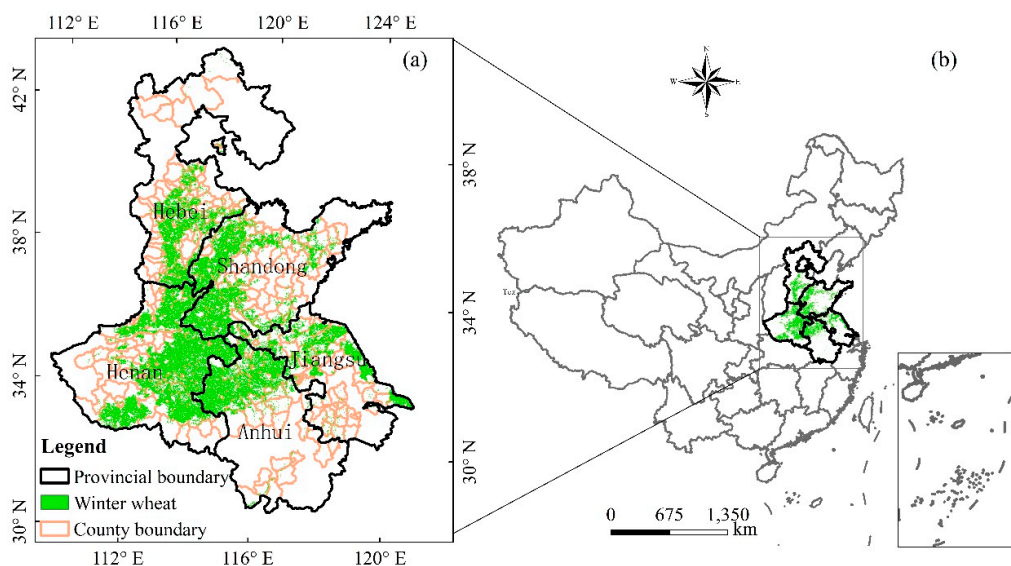 112° E 116° E 120° E 124° E
(a)
42° N
38° N
34° N
30° N
Hebei
Shandong
Henan
Jiangsu
Anhui
Legend
Provincial boundary
Winter wheat
County boundary
112° E 116° E 120° E
38° N
34° N
30° N
(b)
N
W E
S
0 675 1,350
km